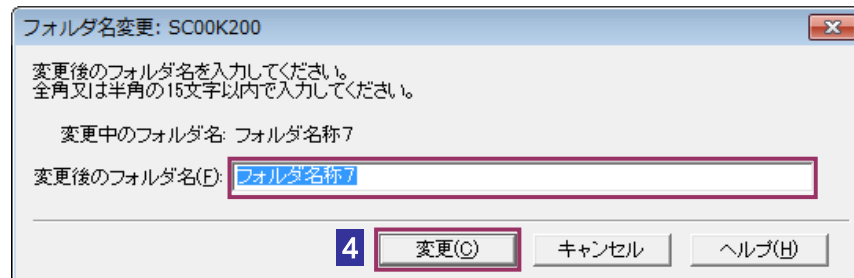 フォルダ名変更: SC00K200
変更後のフォルダ名を入力してください。
全角又は半角の15文字以内で入力してください。
変更中のフォルダ名: フォルダ名称7
変更後のフォルダ名(F): フォルダ名称7
4 変更(C) キャンセル ヘルプ(H)